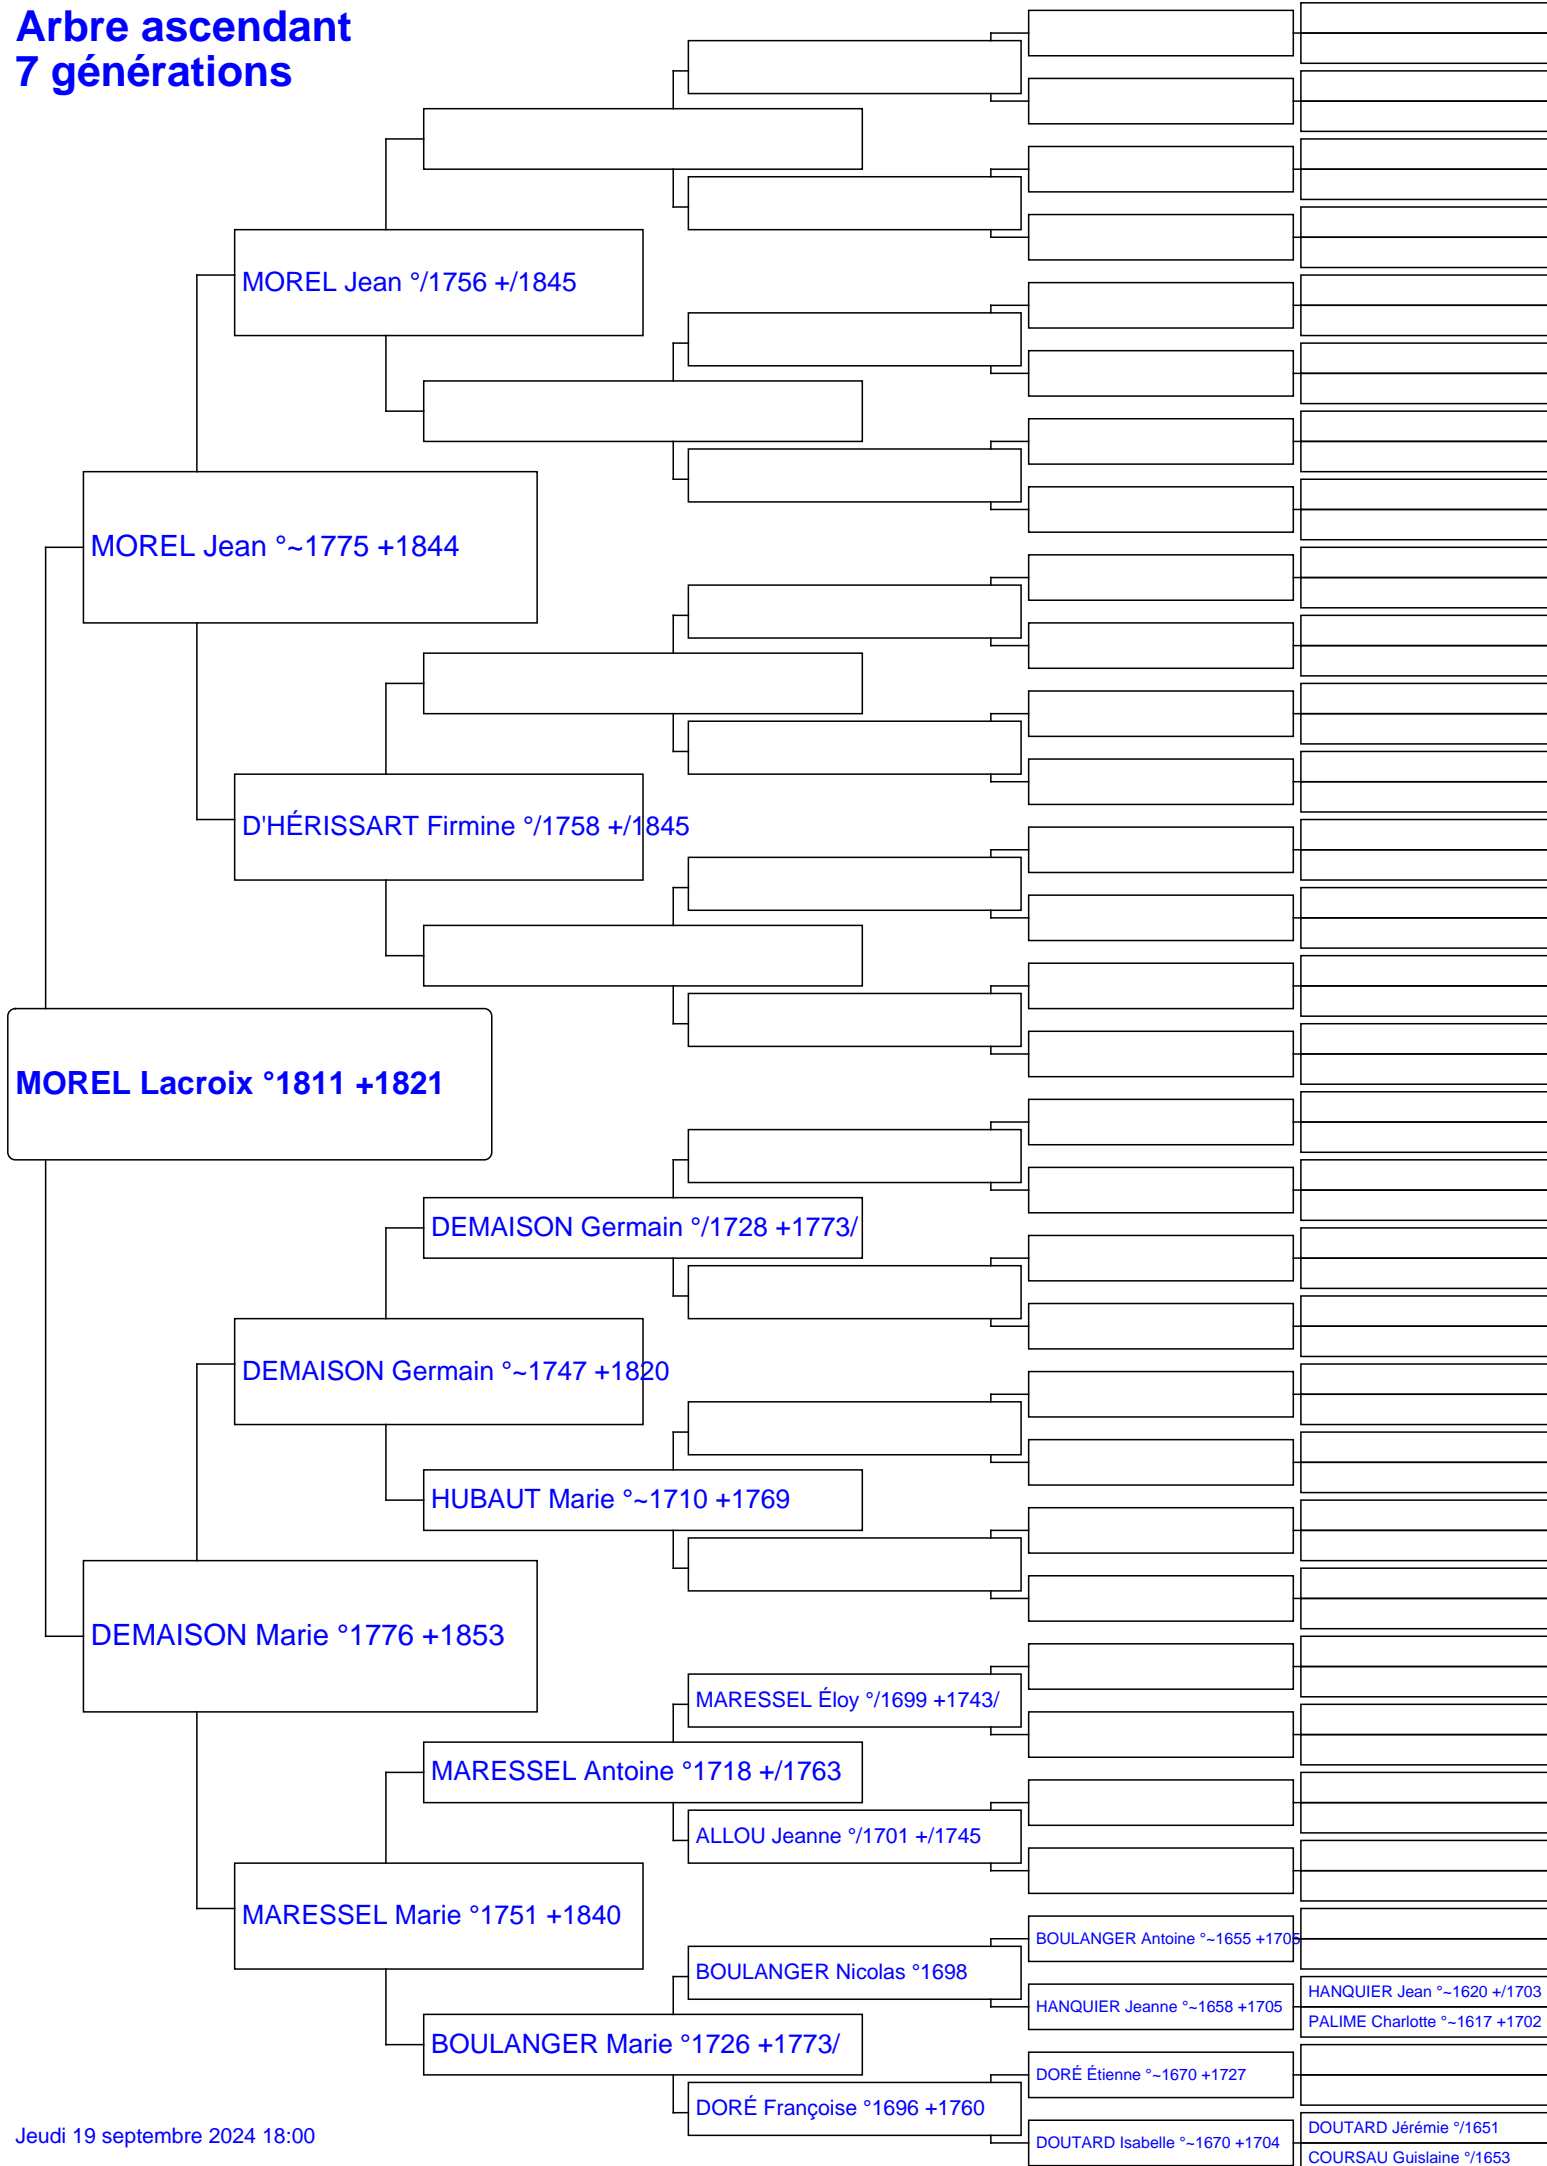 Arbre ascendant
7 générations
MOREL Jean °/1756 +/1845
MOREL Jean °~1775 +1844
D'HÉRISSART Firmine °/1758 +/1845
MOREL Lacroix °1811 +1821
DEMAISON Germain °/1728 +1773/
DEMAISON Germain °~1747 +1820
HUBAUT Marie °~1710 +1769
DEMAISON Marie °1776 +1853
MARESSEL Éloy °/1699 +1743/
MARESSEL Antoine °1718 +/1763
ALLOU Jeanne °/1701 +/1745
MARESSEL Marie °1751 +1840
BOULANGER Antoine °~1655 +1705
BOULANGER Nicolas °1698
HANQUIER Jean °~1620 +/1703
HANQUIER Jeanne °~1658 +1705
PALIME Charlotte °~1617 +1702
BOULANGER Marie °1726 +1773/
DORÉ Étienne °~1670 +1727
DORÉ Françoise °1696 +1760
DOUTARD Jérémie °/1651
DOUTARD Isabelle °~1670 +1704
COURSAU Guislaine °/1653
Jeudi 19 septembre 2024 18:00